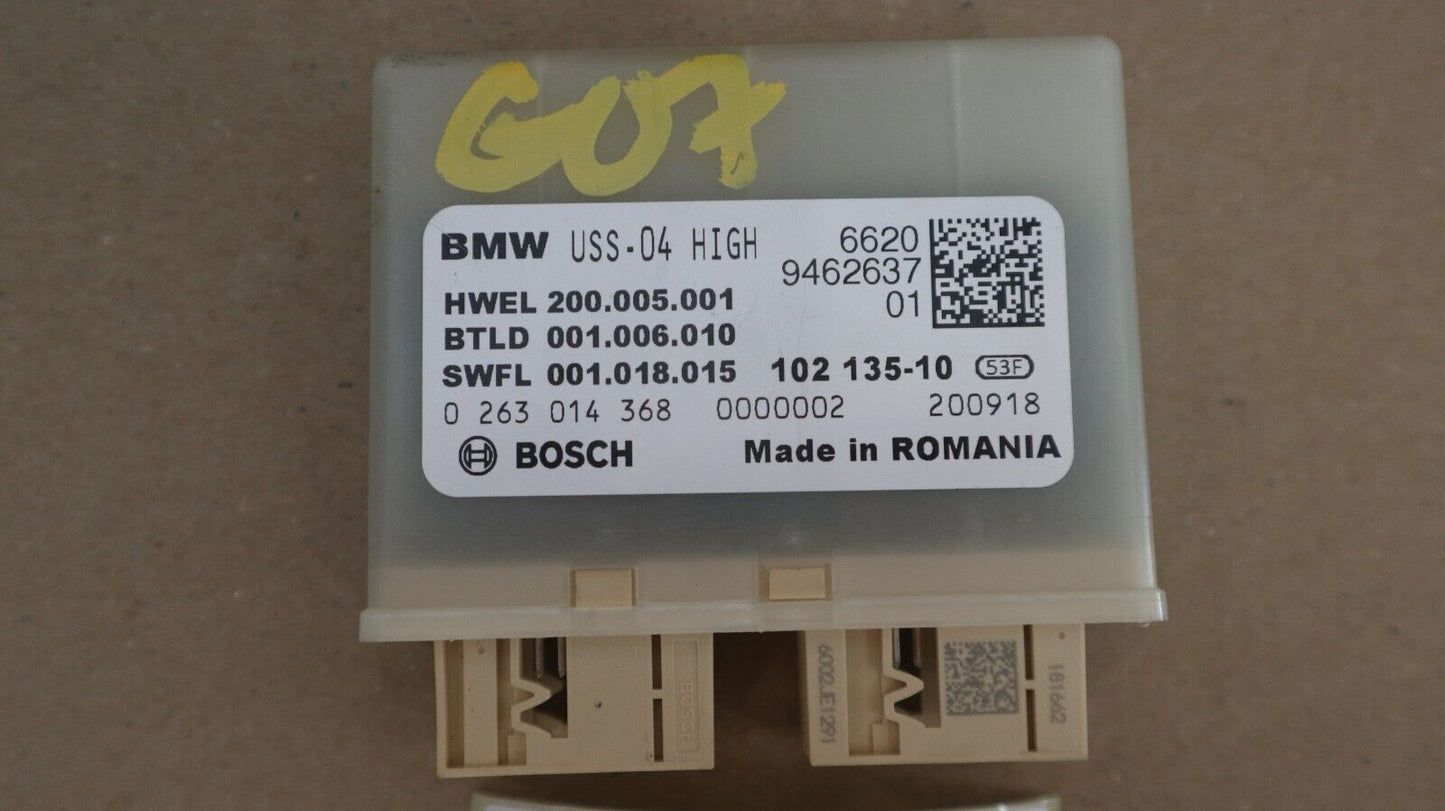 G07
BMW USS-04 HIGH 6620
9462637
HWEL 200.005.001 01
BTLD 001.006.010
SWFL 001.018.015 102 135-10 53F
0 263 014 368 0000002 200918
BOSCH Made in ROMANIA
BOSCH
6002JE1291
181662